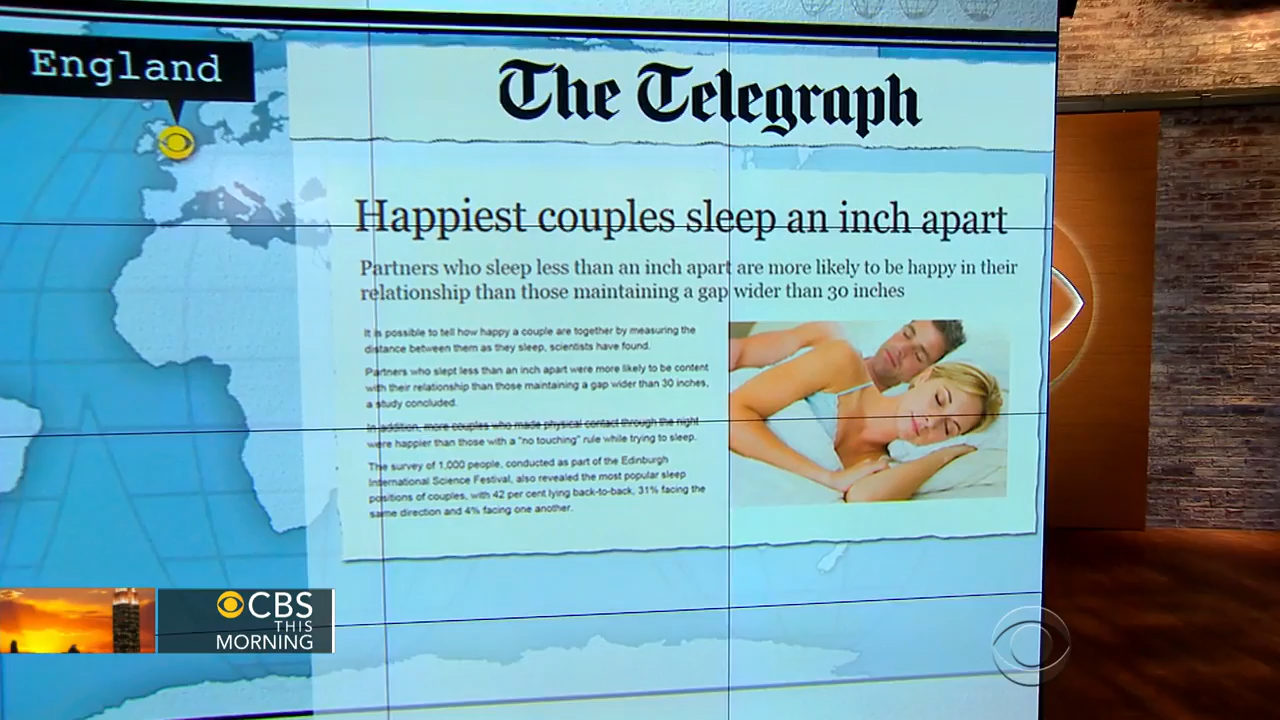 England
The Telegraph
Happiest couples sleep an inch apart
Partners who sleep less than an inch apart are more likely to be happy in their
relationship than those maintaining a gap wider than 30 inches
It is possible to tell how happy a couple are together by measuring the
distance between them as they sleep, scientists have found.
Partners who slept less than an inch apart were more likely to be content
with their relationship than those maintaining a gap wider than 30 inches,
a study concluded.
In addition, more couples who made physical contact through the night
were happier than those with a "no touching" rule while trying to sleep.
The survey of 1,000 people, conducted as part of the Edinburgh
International Science Festival, also revealed the most popular sleep
positions of couples, with 42 per cent lying back-to-back, 31% facing the
same direction and 4% facing one another.
CBS
THIS
MORNING